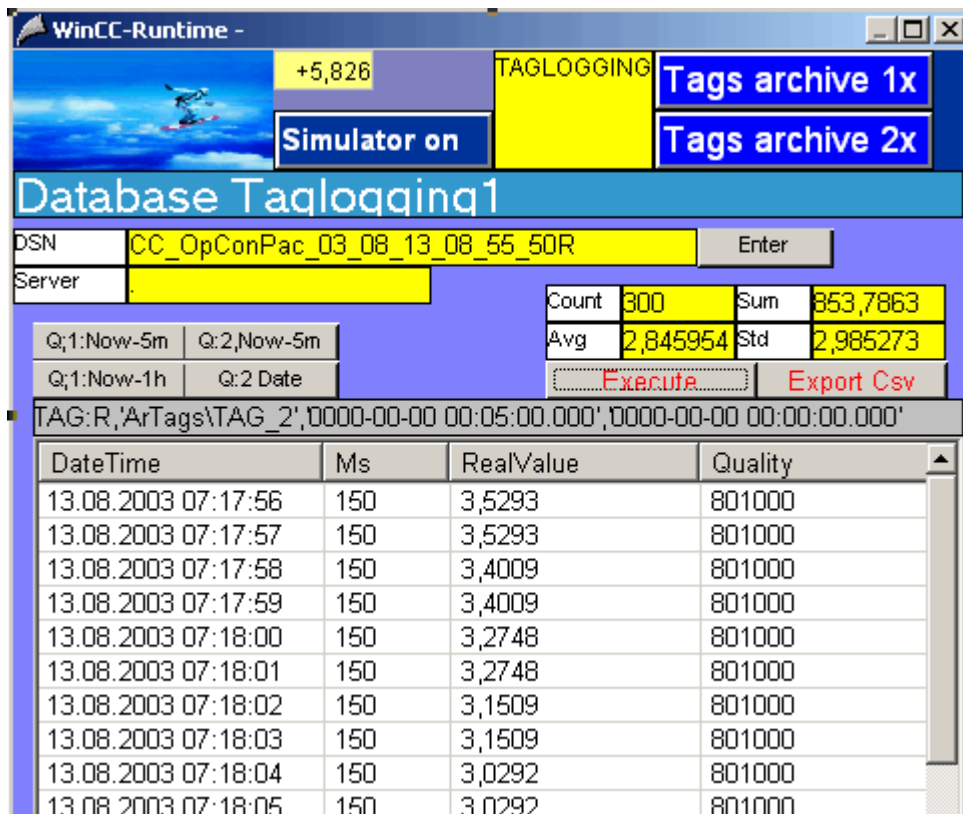 WinCC-Runtime -
+5,826 TAGLOGGING Tags archive 1x
Simulator on Tags archive 2x
Database Taglogging1
DSN CC_OpConPac_03_08_13_08_55_50R Enter
Server .
Count 300 Sum 853,7863
Q;1:Now-5m Q:2,Now-5m Avg 2,845954 Std 2,985273
Q;1:Now-1h Q:2 Date Execute Export Csv
TAG:R,'ArTags\TAG_2','0000-00-00 00:05:00.000','0000-00-00 00:00:00.000'
DateTime Ms RealValue Quality
13.08.2003 07:17:56 150 3,5293 801000
13.08.2003 07:17:57 150 3,5293 801000
13.08.2003 07:17:58 150 3,4009 801000
13.08.2003 07:17:59 150 3,4009 801000
13.08.2003 07:18:00 150 3,2748 801000
13.08.2003 07:18:01 150 3,2748 801000
13.08.2003 07:18:02 150 3,1509 801000
13.08.2003 07:18:03 150 3,1509 801000
13.08.2003 07:18:04 150 3,0292 801000
13.08.2003 07:18:05 150 3,0292 801000